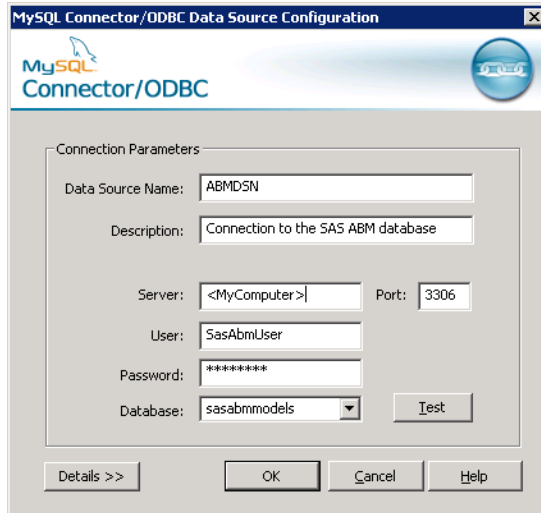 MySQL Connector/ODBC Data Source Configuration
MySQL
Connector/ODBC
Connection Parameters
Data Source Name: ABMDSN
Description: Connection to the SAS ABM database
Server: <MyComputer> Port: 3306
User: SasAbmUser
Password: ********
Database: sasabmmodels Test
Details >> OK Cancel Help